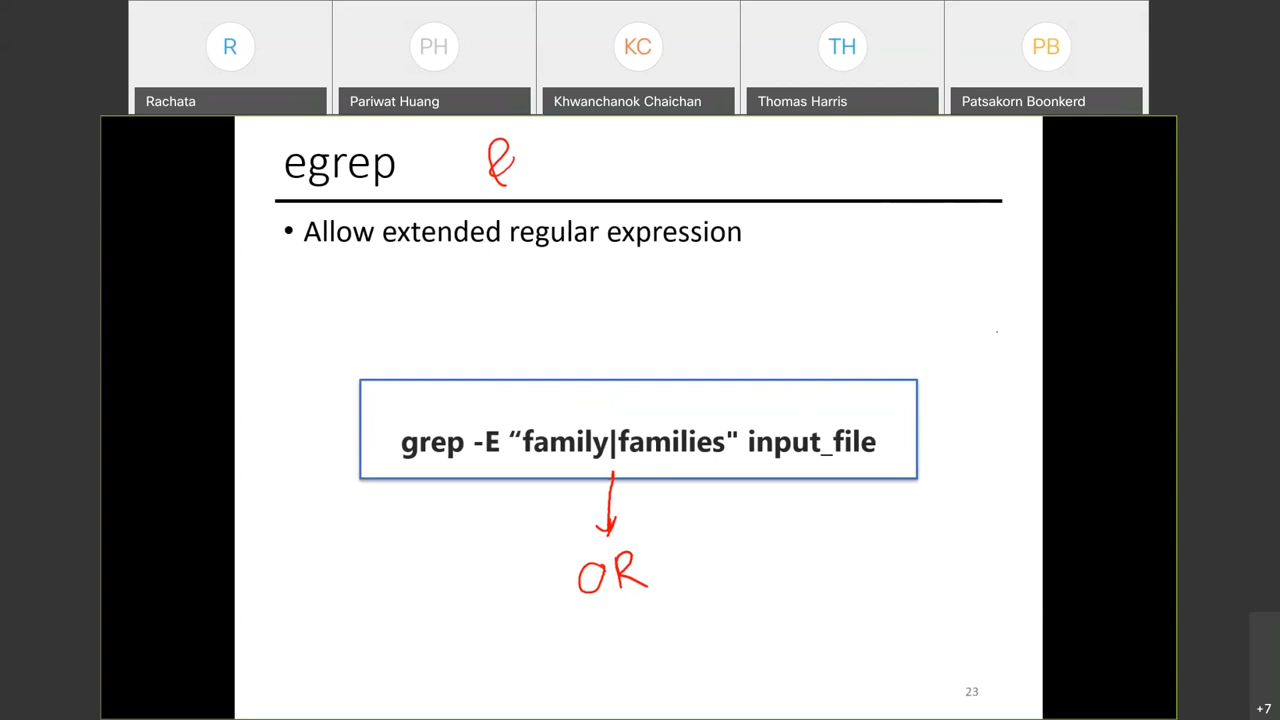 R PH KC TH PB
Rachata Pariwat Huang Khwanchanok Chaichan Thomas Harris Patsakorn Boonkerd
egrep
• Allow extended regular expression
grep -E “family|families" input_file
OR
23
+7